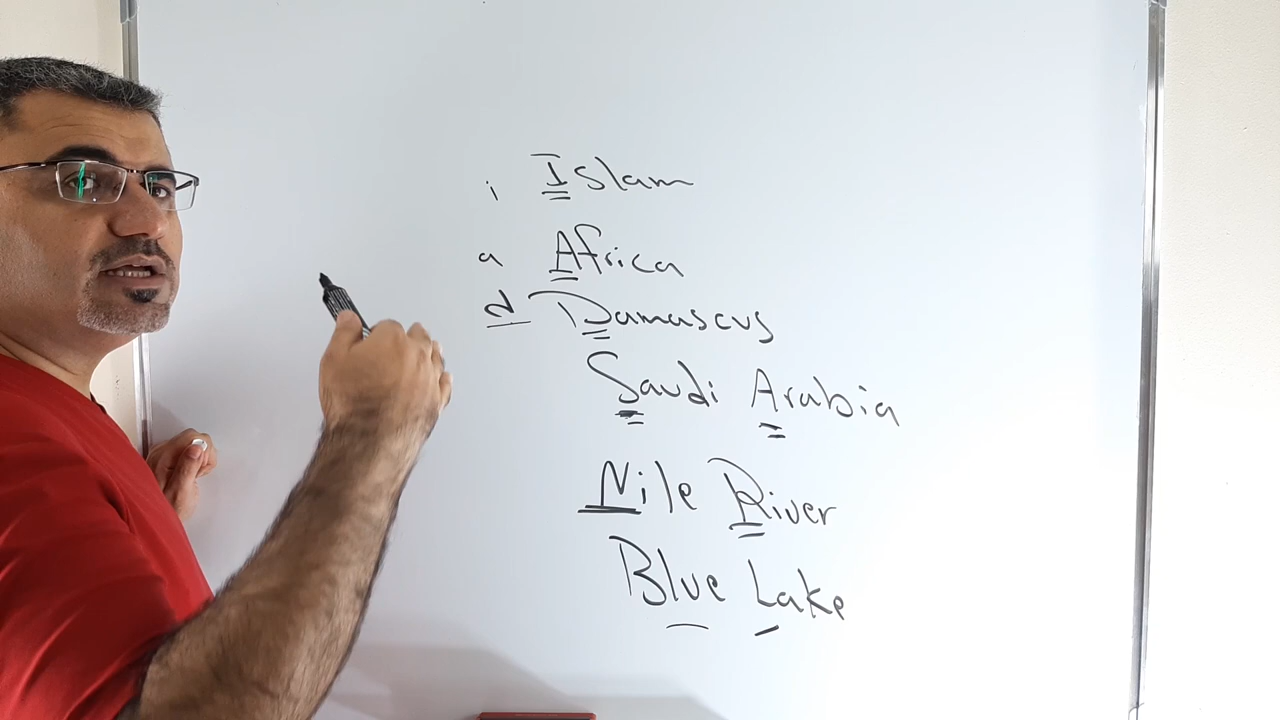 i Islam
a Africa
d Damascus
Saudi Arabia
Nile River
Blue Lake